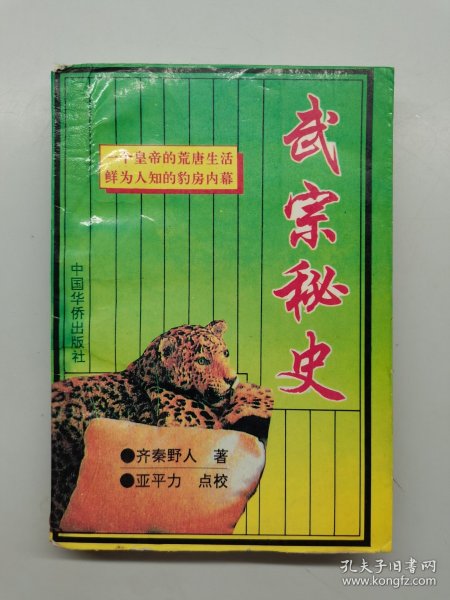 武宗秘史
一个皇帝的荒唐生活
鲜为人知的豹房内幕
中国华侨出版社
●齐秦野人 著
●亚平力 点校
孔夫子旧书网
www.kongfz.com